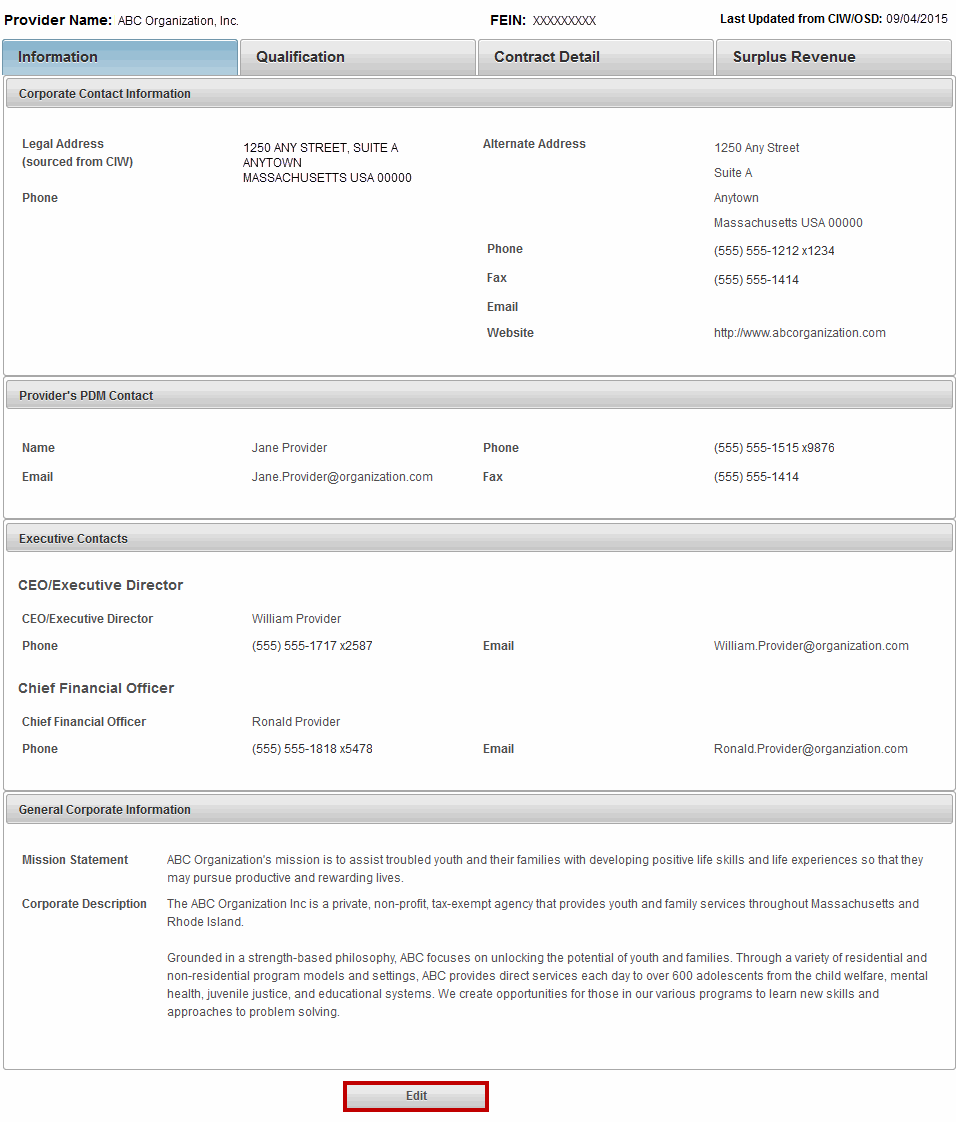 Provider Name: ABC Organization, Inc. FEIN: XXXXXXXXX Last Updated from CIW/OSD: 09/04/2015
Information Qualification Contract Detail Surplus Revenue
Corporate Contact Information
Legal Address
(sourced from CIW)
1250 ANY STREET, SUITE A
ANYTOWN
MASSACHUSETTS USA 00000
Phone
Alternate Address
1250 Any Street
Suite A
Anytown
Massachusetts USA 00000
Phone (555) 555-1212 x1234
Fax (555) 555-1414
Email
Website http://www.abcorganization.com
Provider's PDM Contact
Name Jane Provider Phone (555) 555-1515 x9876
Email Jane.Provider@organization.com Fax (555) 555-1414
Executive Contacts
CEO/Executive Director
CEO/Executive Director William Provider
Phone (555) 555-1717 x2587 Email William.Provider@organization.com
Chief Financial Officer
Chief Financial Officer Ronald Provider
Phone (555) 555-1818 x5478 Email Ronald.Provider@organziation.com
General Corporate Information
Mission Statement ABC Organization's mission is to assist troubled youth and their families with developing positive life skills and life experiences so that they
may pursue productive and rewarding lives.
Corporate Description The ABC Organization Inc is a private, non-profit, tax-exempt agency that provides youth and family services throughout Massachusetts and
Rhode Island.
Grounded in a strength-based philosophy, ABC focuses on unlocking the potential of youth and families. Through a variety of residential and
non-residential program models and settings, ABC provides direct services each day to over 600 adolescents from the child welfare, mental
health, juvenile justice, and educational systems. We create opportunities for those in our various programs to learn new skills and
approaches to problem solving.
Edit